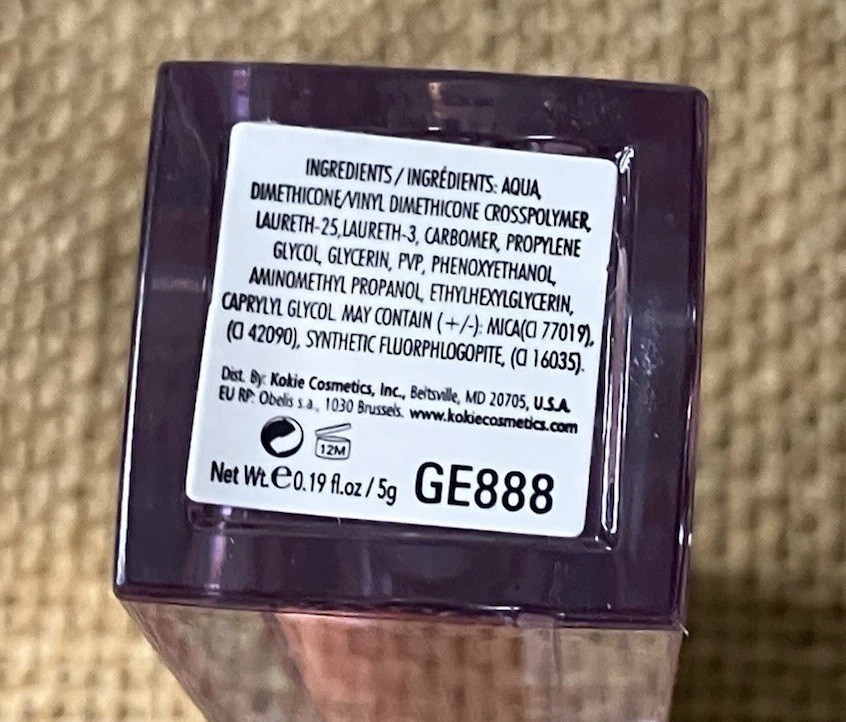 INGREDIENTS / INGRÉDIENTS: AQUA,
DIMETHICONE/VINYL DIMETHICONE CROSSPOLYMER,
LAURETH-25, LAURETH-3, CARBOMER, PROPYLENE
GLYCOL, GLYCERIN, PVP, PHENOXYETHANOL,
AMINOMETHYL PROPANOL, ETHYLHEXYLGLYCERIN,
CAPRYLYL GLYCOL. MAY CONTAIN (+/-): MICA(CI 77019),
(CI 42090), SYNTHETIC FLUORPHLOGOPITE, (CI 16035).
Dist. By: Kokie Cosmetics, Inc., Beltsville, MD 20705, U.S.A.
EU RP: Obelis s.a., 1030 Brussels. www.kokiecosmetics.com
12M
Net Wt. ℮ 0.19 fl.oz / 5g GE888